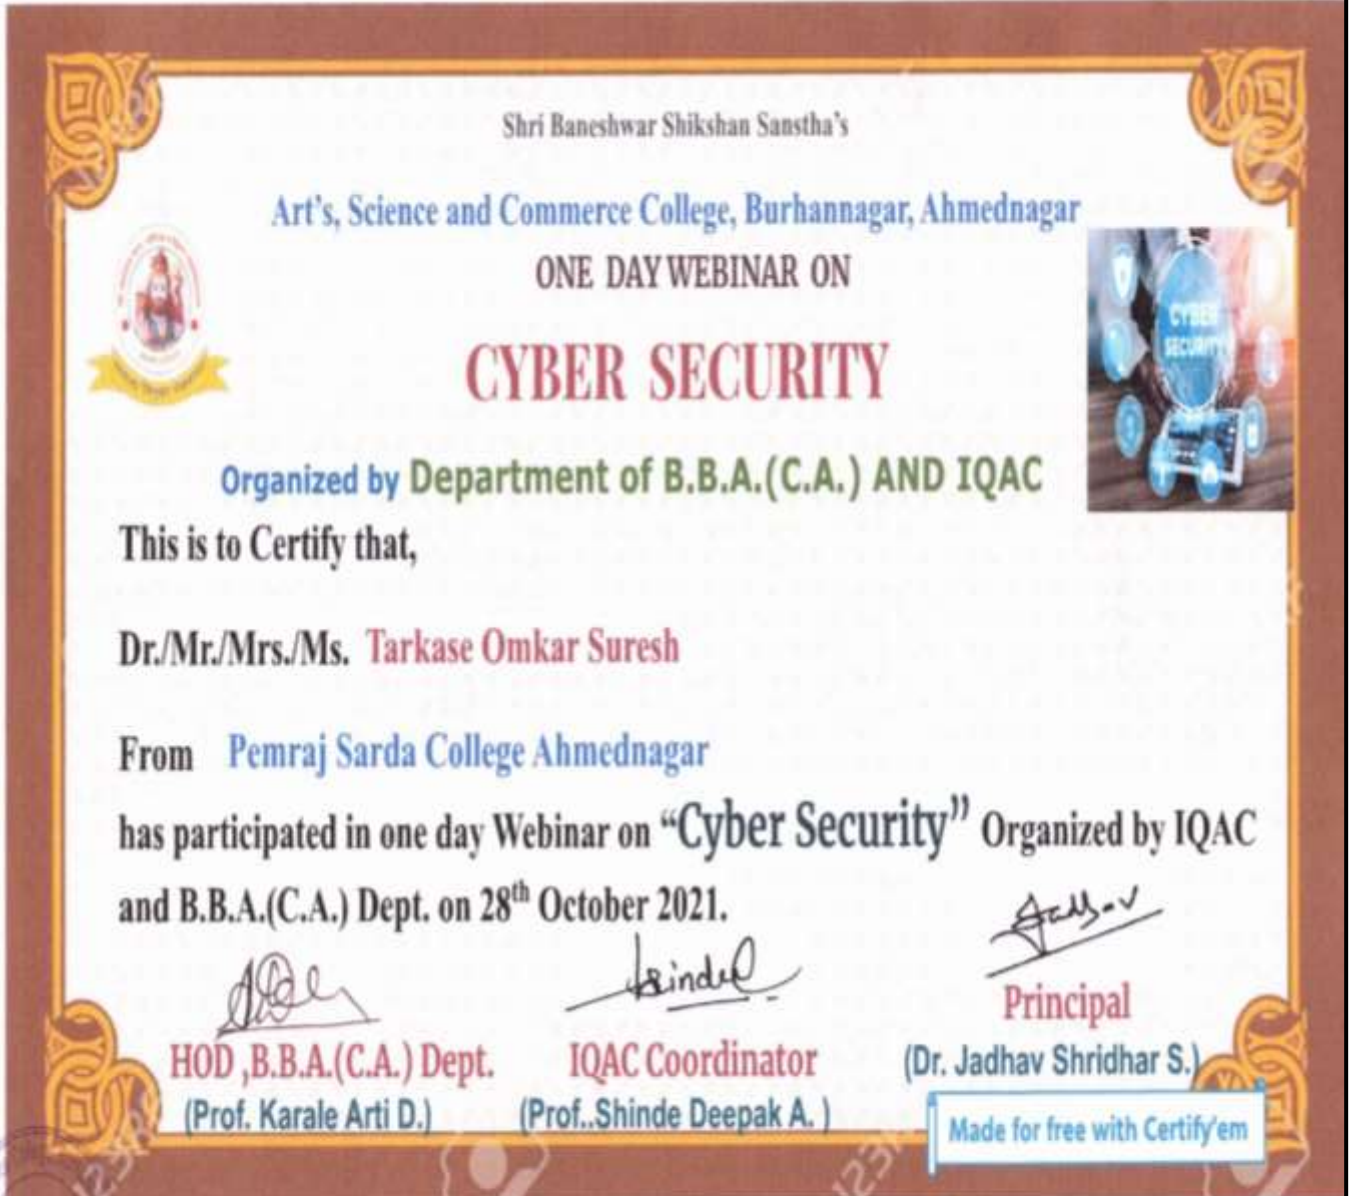 Shri Baneshwar Shikshan Sanstha's
Art's, Science and Commerce College, Burhannagar, Ahmednagar
ONE DAY WEBINAR ON
CYBER SECURITY
CYBER
SECURITY
Organized by Department of B.B.A.(C.A.) AND IQAC
This is to Certify that,
Dr./Mr./Mrs./Ms. Tarkase Omkar Suresh
From Pemraj Sarda College Ahmednagar
has participated in one day Webinar on “Cyber Security” Organized by IQAC
and B.B.A.(C.A.) Dept. on 28th October 2021.
Principal
HOD ,B.B.A.(C.A.) Dept. IQAC Coordinator (Dr. Jadhav Shridhar S.)
(Prof. Karale Arti D.) (Prof..Shinde Deepak A. )
Made for free with Certify'em